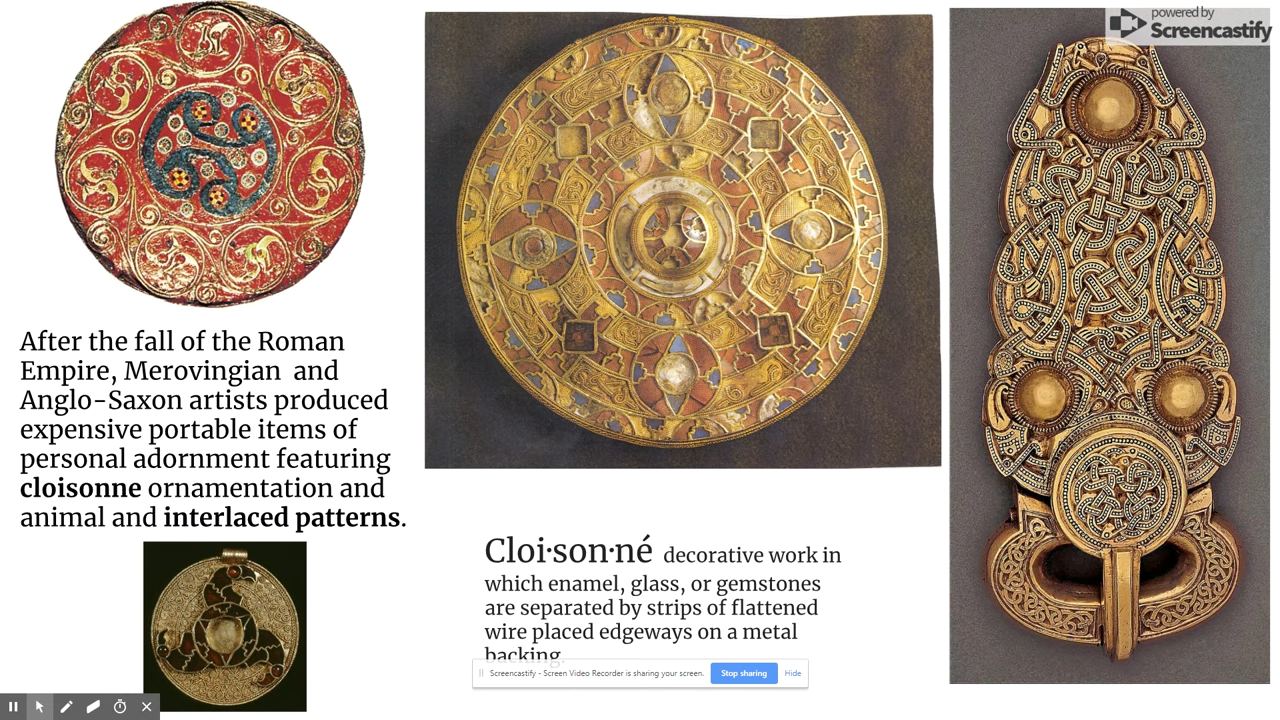 powered by
Screencastify
After the fall of the Roman
Empire, Merovingian and
Anglo-Saxon artists produced
expensive portable items of
personal adornment featuring
cloisonne ornamentation and
animal and interlaced patterns.
Cloi·son·né decorative work in
which enamel, glass, or gemstones
are separated by strips of flattened
wire placed edgeways on a metal
backing.
Screencastify - Screen Video Recorder is sharing your screen. Stop sharing Hide